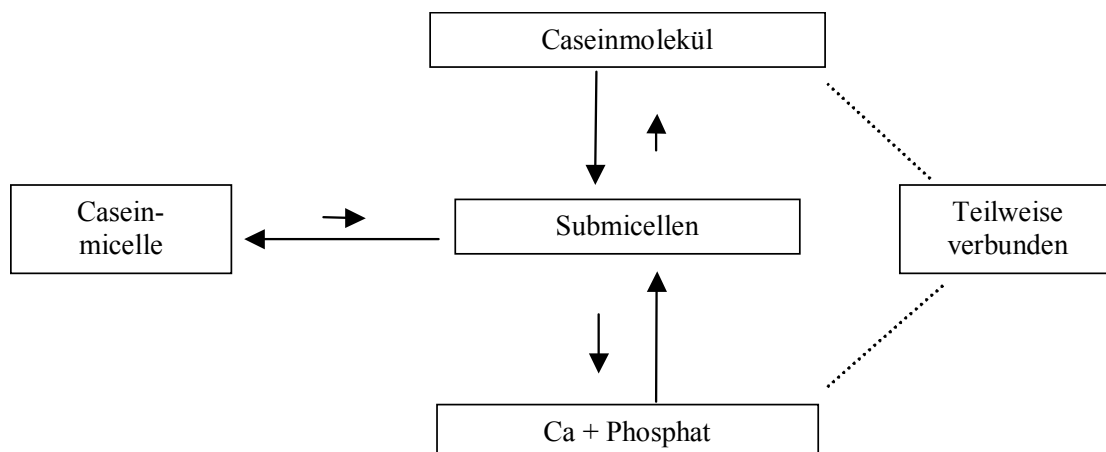 Caseinmolekül
Casein-
micelle
Submicellen
Teilweise
verbunden
Ca + Phosphat